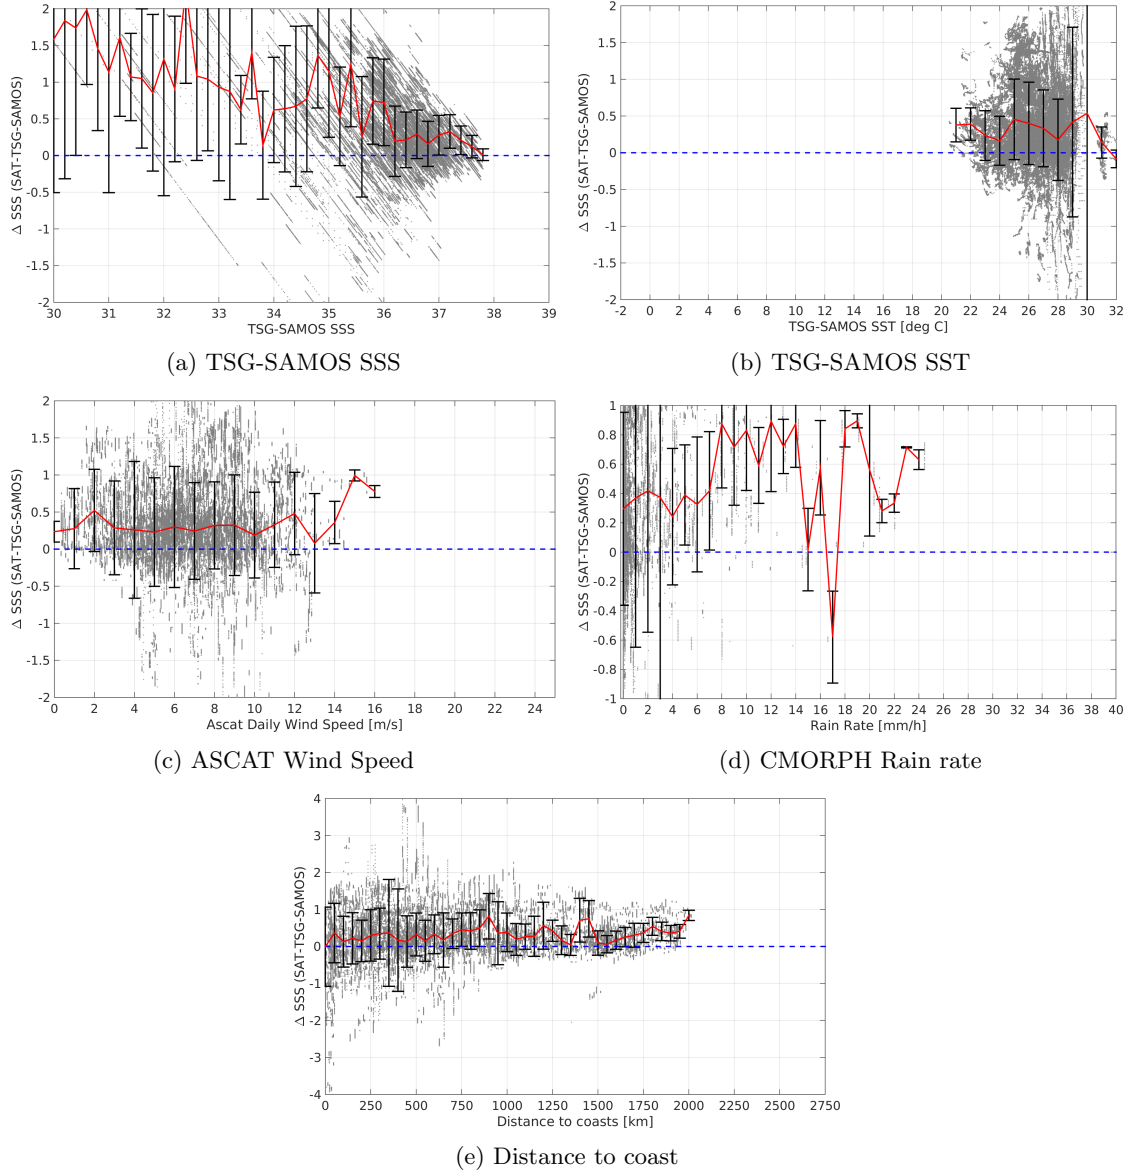 2
1.5
1
0.5
0
-0.5
-1
-1.5
-2
Δ SSS (SAT-TSG-SAMOS)
30 31 32 33 34 35 36 37 38 39
TSG-SAMOS SSS
(a) TSG-SAMOS SSS
2
1.5
1
0.5
0
-0.5
-1
-1.5
-2
Δ SSS (SAT-TSG-SAMOS)
-2 0 2 4 6 8 10 12 14 16 18 20 22 24 26 28 30 32
TSG-SAMOS SST [deg C]
(b) TSG-SAMOS SST
2
1.5
1
0.5
0
-0.5
-1
-1.5
-2
Δ SSS (SAT-TSG-SAMOS)
0 2 4 6 8 10 12 14 16 18 20 22 24
Ascat Daily Wind Speed [m/s]
(c) ASCAT Wind Speed
1
0.8
0.6
0.4
0.2
0
-0.2
-0.4
-0.6
-0.8
-1
Δ SSS (SAT-TSG-SAMOS)
0 2 4 6 8 10 12 14 16 18 20 22 24 26 28 30 32 34 36 38 40
Rain Rate [mm/h]
(d) CMORPH Rain rate
4
3
2
1
0
-1
-2
-3
-4
Δ SSS (SAT-TSG-SAMOS)
0 250 500 750 1000 1250 1500 1750 2000 2250 2500 2750
Distance to coasts [km]
(e) Distance to coast